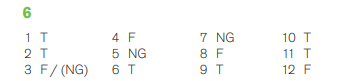 6
1 T 4 F 7 NG 10 T
2 T 5 NG 8 F 11 T
3 F/(NG) 6 T 9 T 12 F